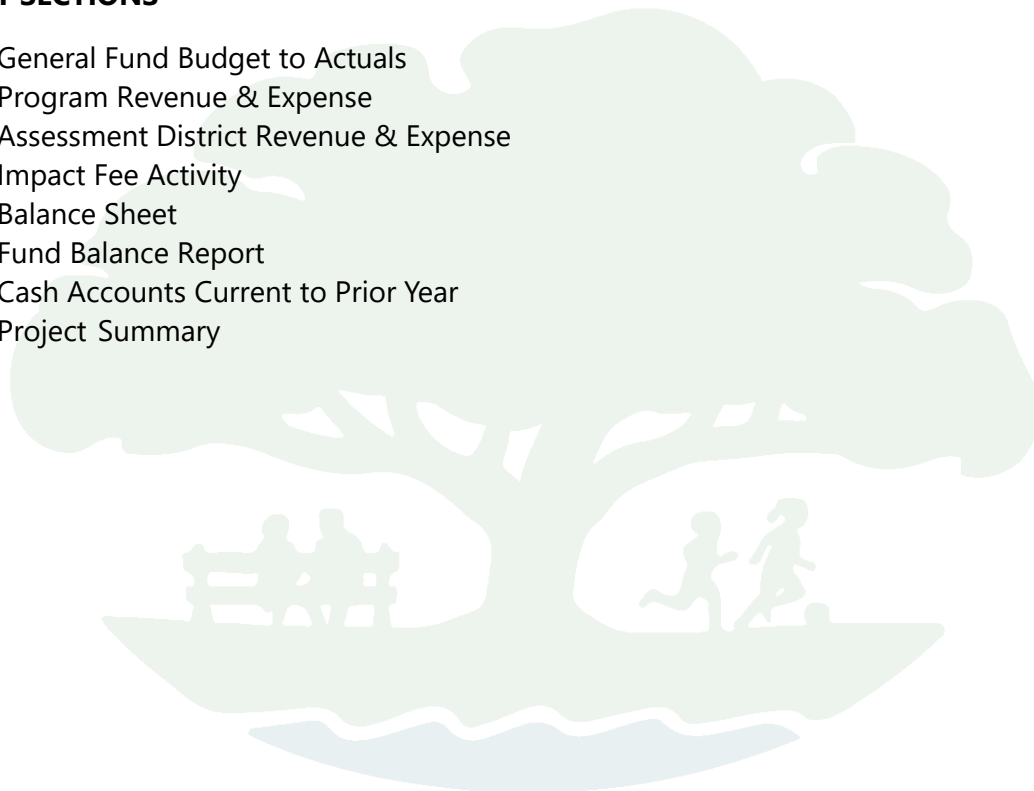 SECTIONS
General Fund Budget to Actuals
Program Revenue & Expense
Assessment District Revenue & Expense
Impact Fee Activity
Balance Sheet
Fund Balance Report
Cash Accounts Current to Prior Year
Project Summary